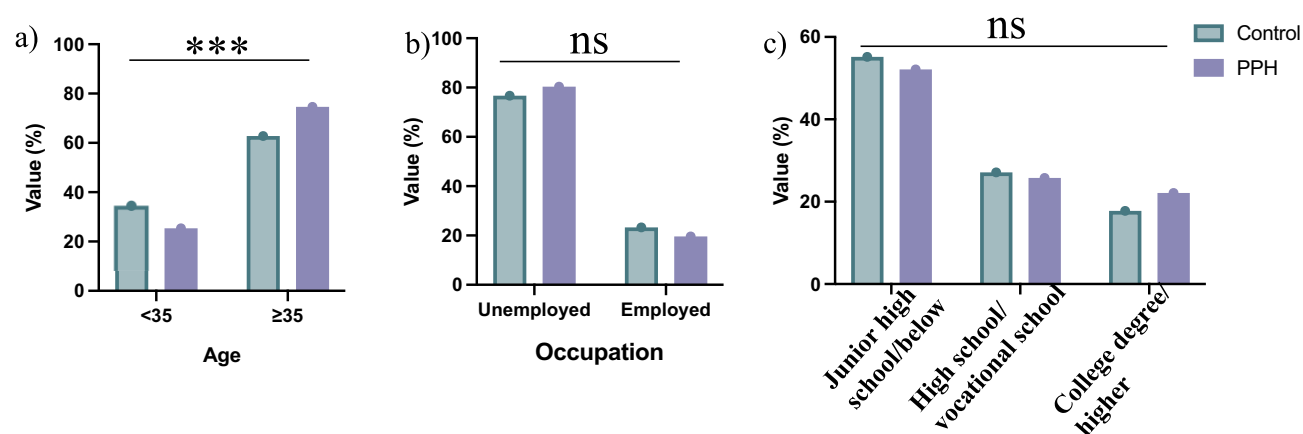 a)
***
100
80
60
40
20
0
Value (%)
<35
≥35
Age
b)
ns
100
80
60
40
20
0
Value (%)
Unemployed
Employed
Occupation
c)
ns
60
40
20
0
Value (%)
Junior high
school/below
High school/
vocational school
College degree/
higher
Control
PPH